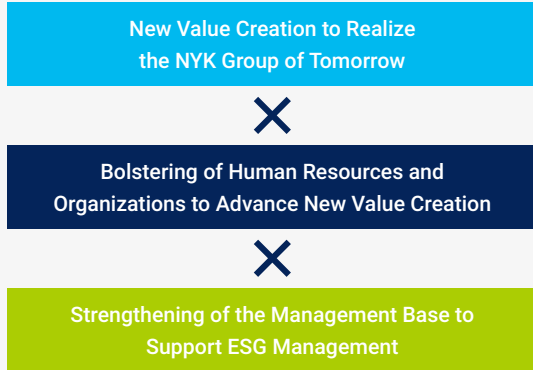 New Value Creation to Realize
the NYK Group of Tomorrow
×
Bolstering of Human Resources and
Organizations to Advance New Value Creation
×
Strengthening of the Management Base to
Support ESG Management